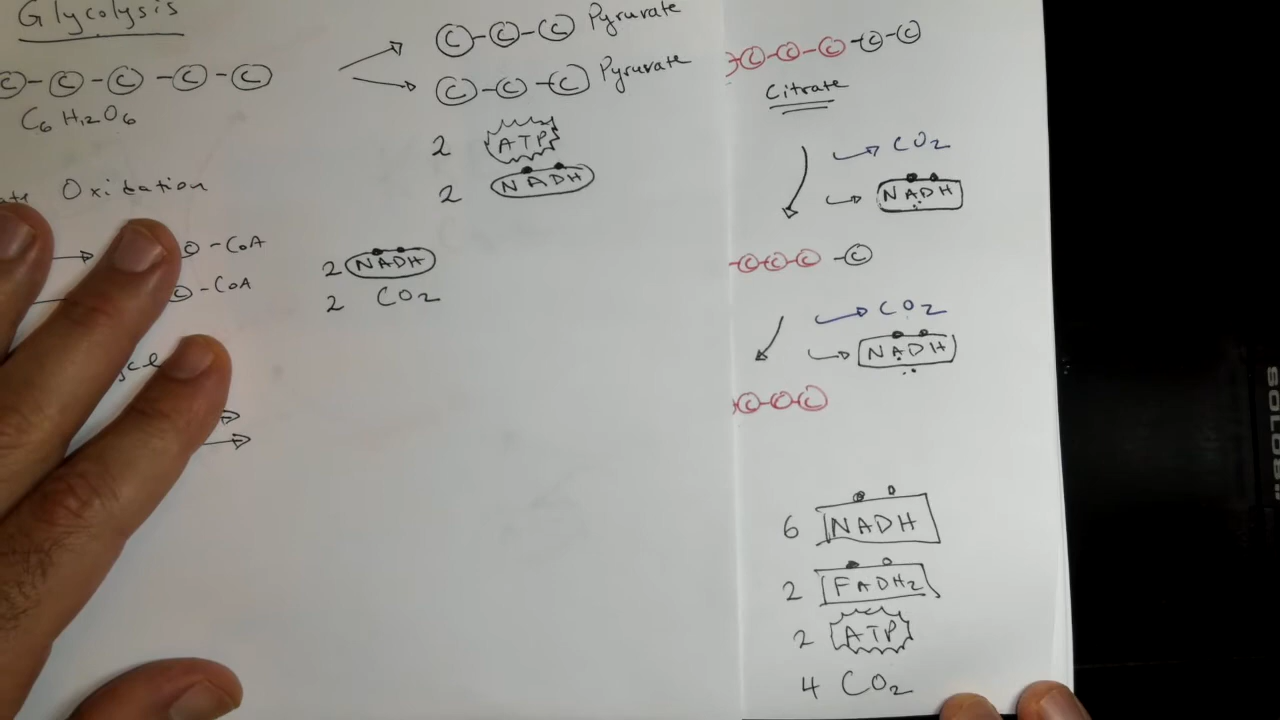 Glycolysis
C-C-C-C-C
C6H12O6
C-C-C Pyruvate
C-C-C Pyruvate
2 ATP
2 NADH
Oxidation
-CoA
C-CoA
2 NADH
2 CO2
C-C-C-C-C
Citrate
CO2
NADH
-C-C-C-C
CO2
NADH
C-C-C
6 NADH
2 FADH2
2 ATP
4 CO2